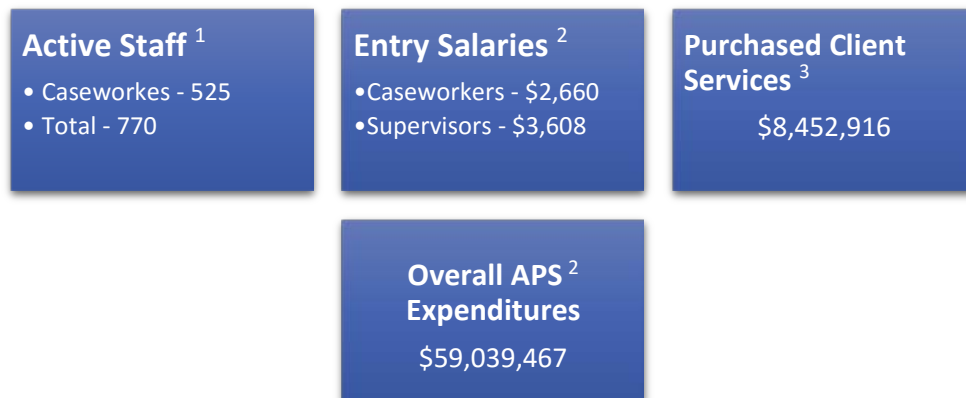 Active Staff 1
• Caseworkes - 525
• Total - 770
Entry Salaries 2
•Caseworkers - $2,660
•Supervisors - $3,608
Purchased Client
Services 3
$8,452,916
Overall APS 2
Expenditures
$59,039,467